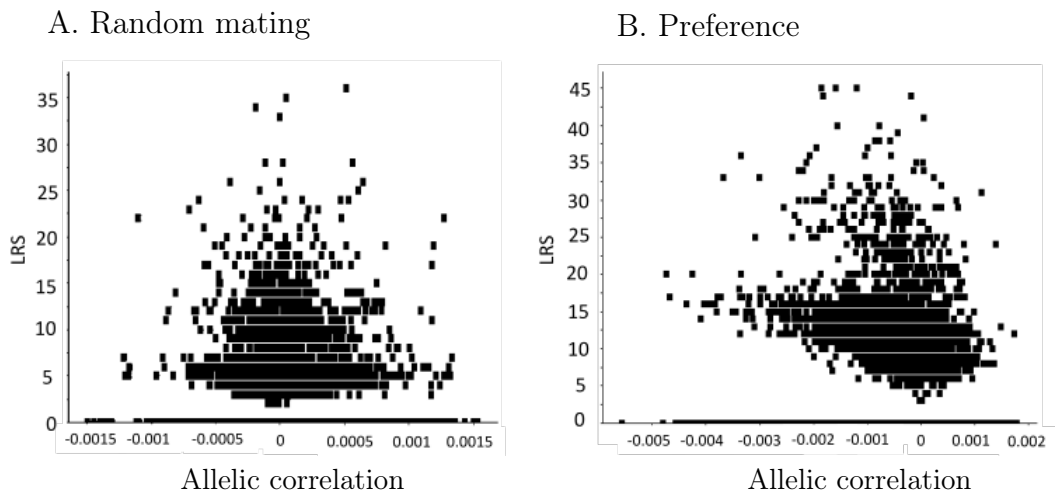 A. Random mating
35
30
25
20
15
10
5
0
LRS
-0.0015 -0.001 -0.0005 0 0.0005 0.001 0.0015
Allelic correlation
B. Preference
45
40
35
30
25
20
15
10
5
0
LRS
-0.005 -0.004 -0.003 -0.002 -0.001 0 0.001 0.002
Allelic correlation